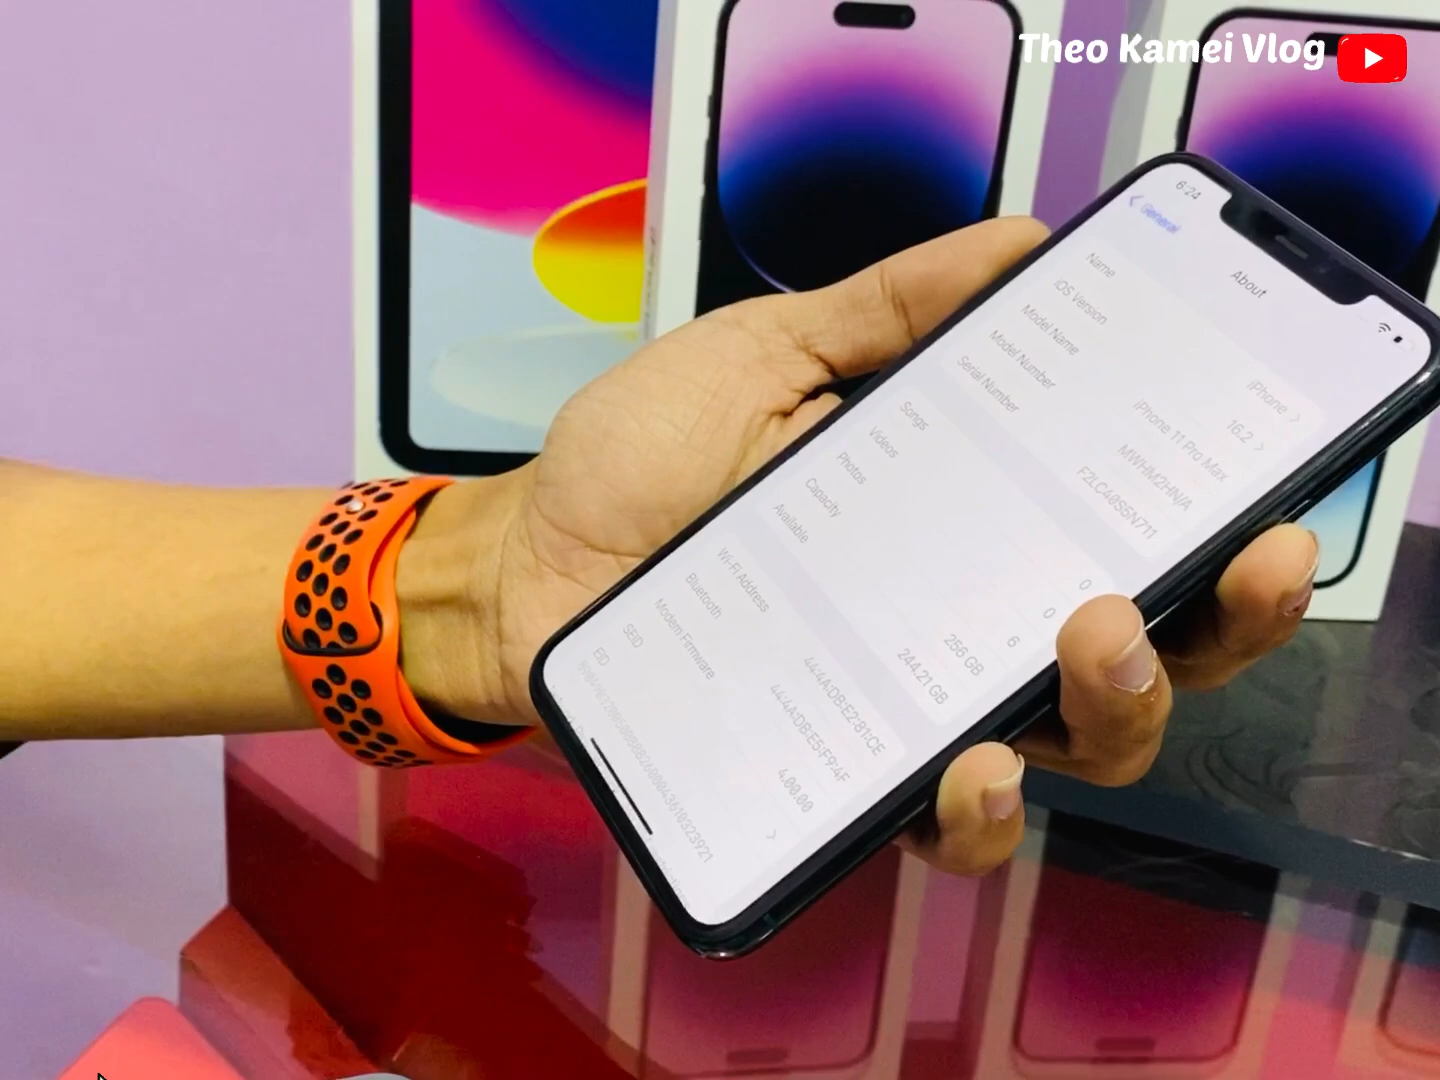 Theo Kamei Vlog
6:24
General
About
Name
iPhone
iOS Version
16.2
Model Name
iPhone 11 Pro Max
Model Number
MWHM2HN/A
Serial Number
F2LC40S5N711
Songs
0
Videos
0
Photos
6
Capacity
256 GB
Available
244.21 GB
Wi-Fi Address
44:4A:DB:E2:81:CE
Bluetooth
44:4A:DB:E5:F9:4F
Modem Firmware
4.00.00
SEID
EID